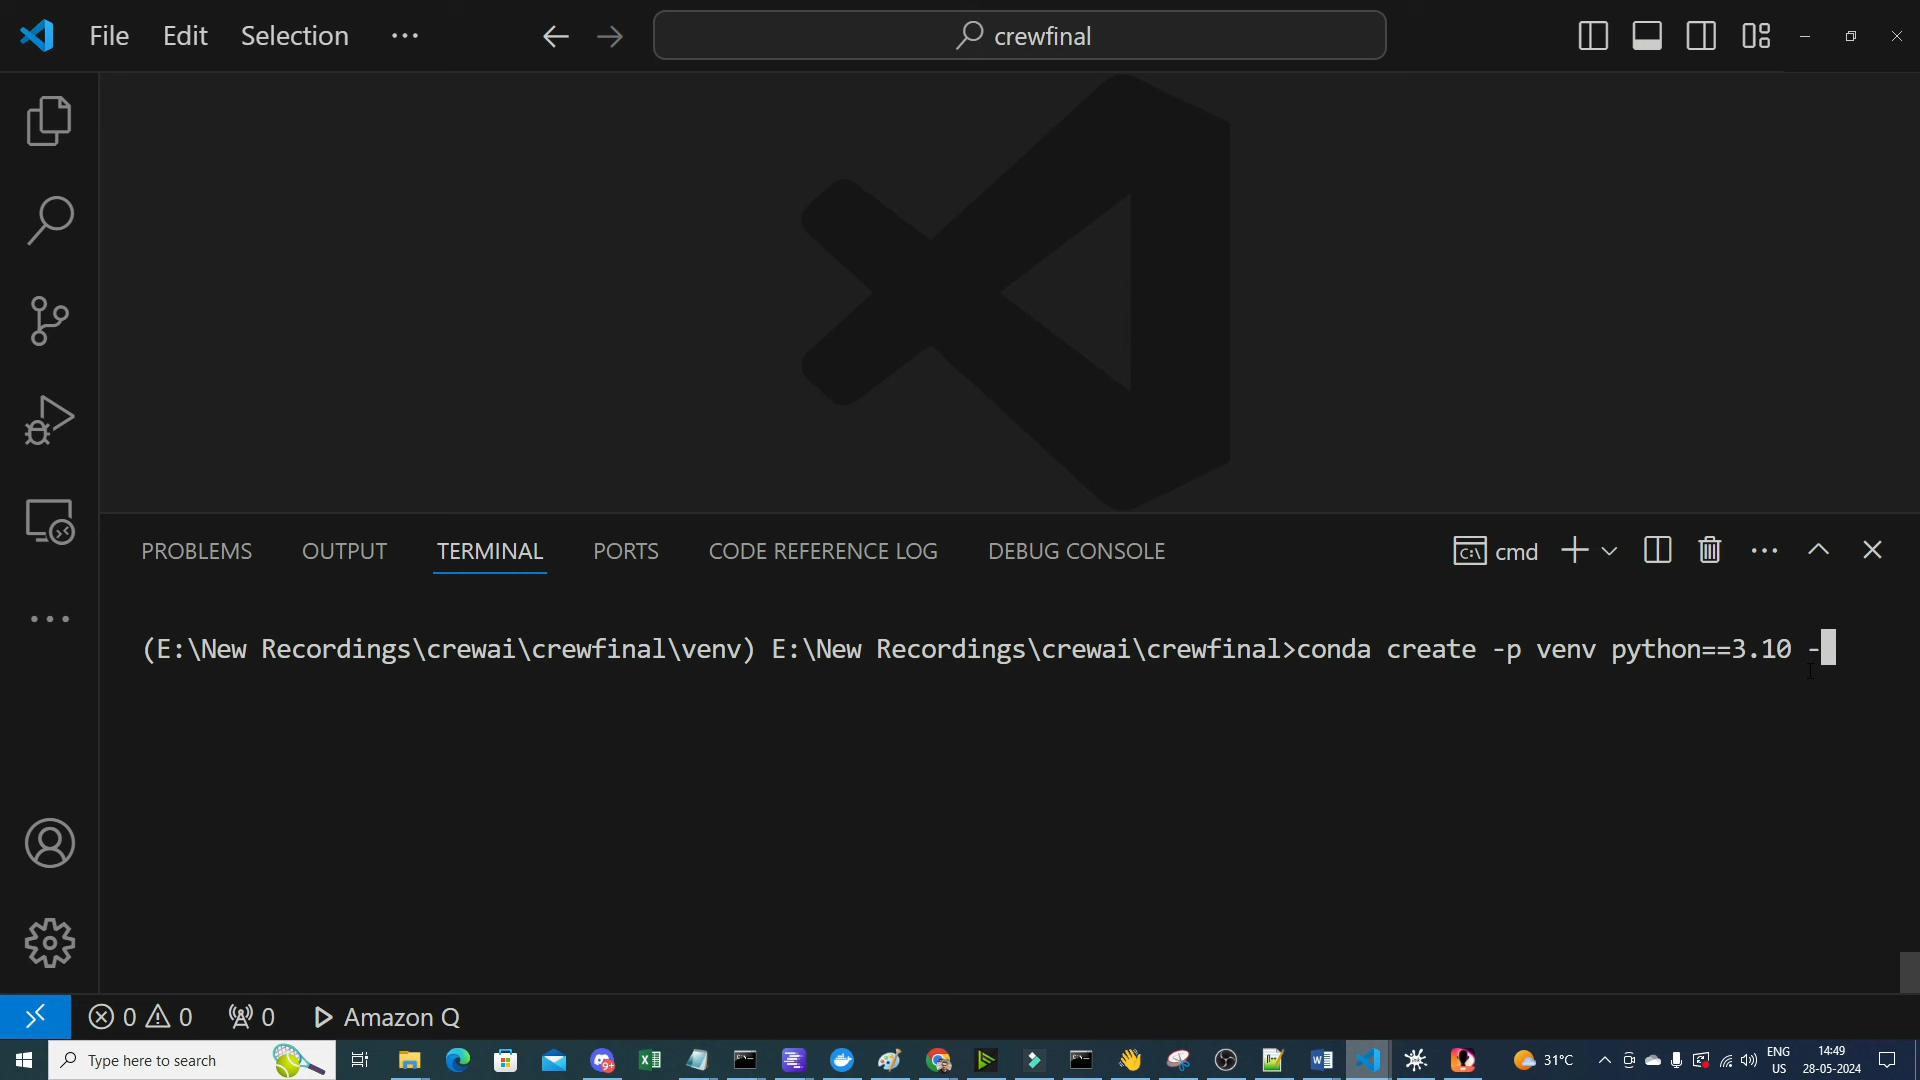 File Edit Selection ··· crewfinal
PROBLEMS OUTPUT TERMINAL PORTS CODE REFERENCE LOG DEBUG CONSOLE cmd
(E:\New Recordings\crewai\crewfinal\venv) E:\New Recordings\crewai\crewfinal>conda create -p venv python==3.10 -
0 0 0 Amazon Q
Type here to search 31°C ENG 14:49
US 28-05-2024